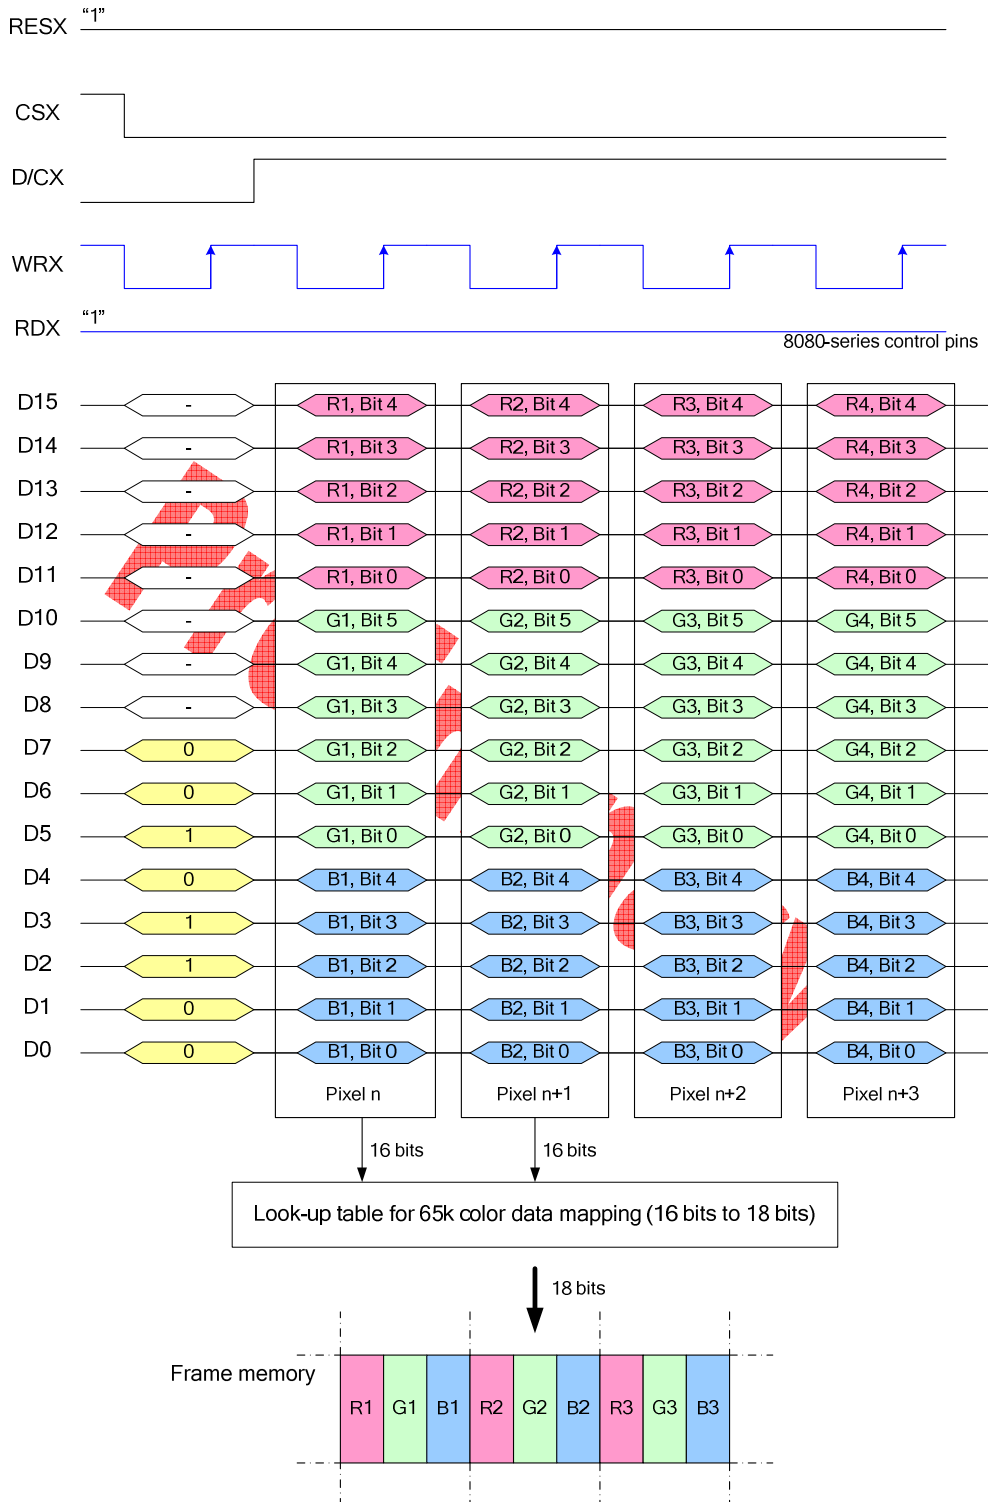 RESX “1”
CSX
D/CX
WRX
RDX “1”
8080-series control pins
D15 - R1, Bit 4 R2, Bit 4 R3, Bit 4 R4, Bit 4
D14 - R1, Bit 3 R2, Bit 3 R3, Bit 3 R4, Bit 3
D13 - R1, Bit 2 R2, Bit 2 R3, Bit 2 R4, Bit 2
D12 - R1, Bit 1 R2, Bit 1 R3, Bit 1 R4, Bit 1
D11 - R1, Bit 0 R2, Bit 0 R3, Bit 0 R4, Bit 0
D10 - G1, Bit 5 G2, Bit 5 G3, Bit 5 G4, Bit 5
D9 - G1, Bit 4 G2, Bit 4 G3, Bit 4 G4, Bit 4
D8 - G1, Bit 3 G2, Bit 3 G3, Bit 3 G4, Bit 3
D7 0 G1, Bit 2 G2, Bit 2 G3, Bit 2 G4, Bit 2
D6 0 G1, Bit 1 G2, Bit 1 G3, Bit 1 G4, Bit 1
D5 1 G1, Bit 0 G2, Bit 0 G3, Bit 0 G4, Bit 0
D4 0 B1, Bit 4 B2, Bit 4 B3, Bit 4 B4, Bit 4
D3 1 B1, Bit 3 B2, Bit 3 B3, Bit 3 B4, Bit 3
D2 1 B1, Bit 2 B2, Bit 2 B3, Bit 2 B4, Bit 2
D1 0 B1, Bit 1 B2, Bit 1 B3, Bit 1 B4, Bit 1
D0 0 B1, Bit 0 B2, Bit 0 B3, Bit 0 B4, Bit 0
Pixel n Pixel n+1 Pixel n+2 Pixel n+3
16 bits 16 bits
Look-up table for 65k color data mapping (16 bits to 18 bits)
18 bits
Frame memory
R1 G1 B1 R2 G2 B2 R3 G3 B3